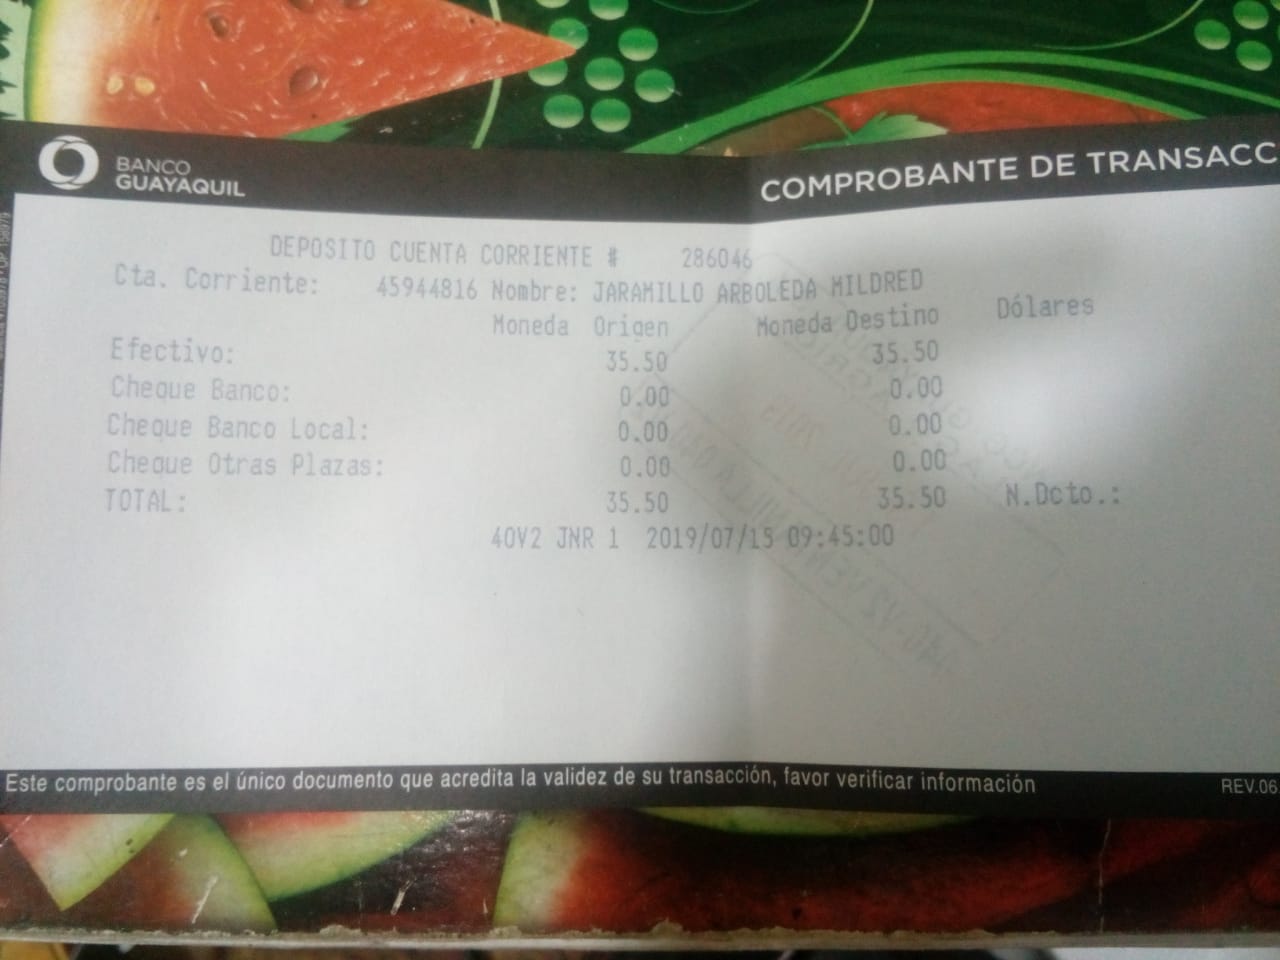 BANCO
GUAYAQUIL
COMPROBANTE DE TRANSACC
DEPOSITO CUENTA CORRIENTE # 286046
Cta. Corriente: 45944816 Nombre: JARAMILLO ARBOLEDA MILDRED
Moneda Origen Moneda Destino Dólares
Efectivo: 35.50 35.50
Cheque Banco: 0.00 0.00
Cheque Banco Local: 0.00 0.00
Cheque Otras Plazas: 0.00 0.00
TOTAL: 35.50 35.50 N.Dcto.:
40V2 JNR 1 2019/07/15 09:45:00
Este comprobante es el único documento que acredita la validez de su transacción, favor verificar información
REV.06